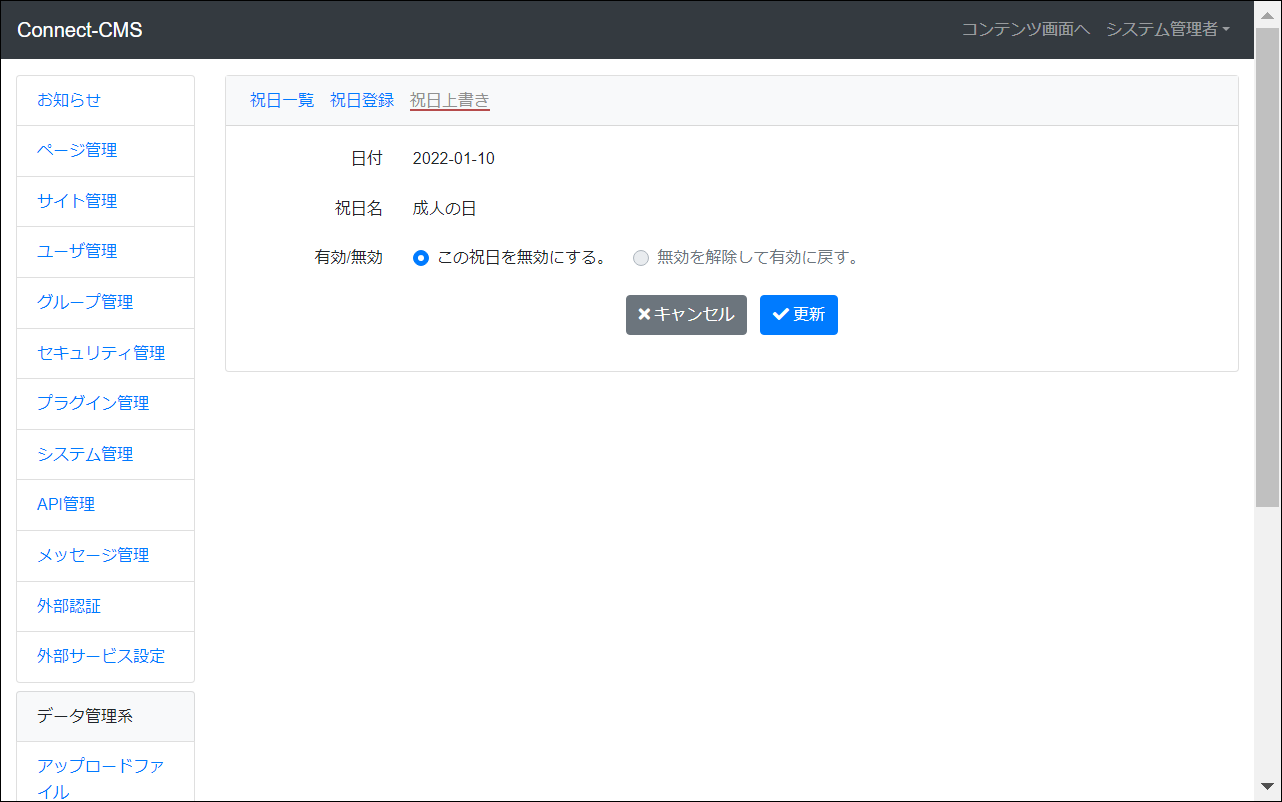 Connect-CMS
コンテンツ画面へ システム管理者
お知らせ
ページ管理
サイト管理
ユーザ管理
グループ管理
セキュリティ管理
プラグイン管理
システム管理
API管理
メッセージ管理
外部認証
外部サービス設定
データ管理系
アップロードファ
イル
祝日一覧 祝日登録 祝日上書き
日付 2022-01-10
祝日名 成人の日
有効/無効 この祝日を無効にする。 無効を解除して有効に戻す。
キャンセル 更新